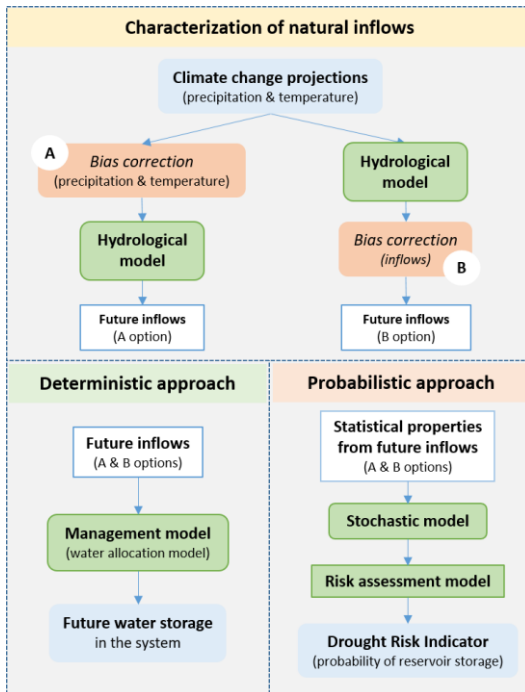 Characterization of natural inflows
Climate change projections
(precipitation & temperature)
A
Bias correction
(precipitation & temperature)
Hydrological
model
Future inflows
(A option)
Hydrological
model
Bias correction
(inflows)
B
Future inflows
(B option)
Deterministic approach
Future inflows
(A & B options)
Management model
(water allocation model)
Future water storage
in the system
Probabilistic approach
Statistical properties
from future inflows
(A & B options)
Stochastic model
Risk assessment model
Drought Risk Indicator
(probability of reservoir storage)